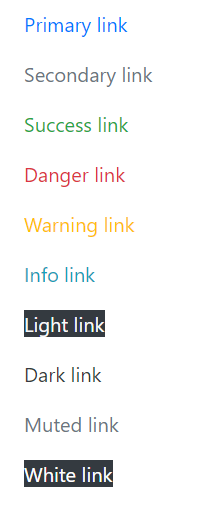 Primary link
Secondary link
Success link
Danger link
Warning link
Info link
Light link
Dark link
Muted link
White link